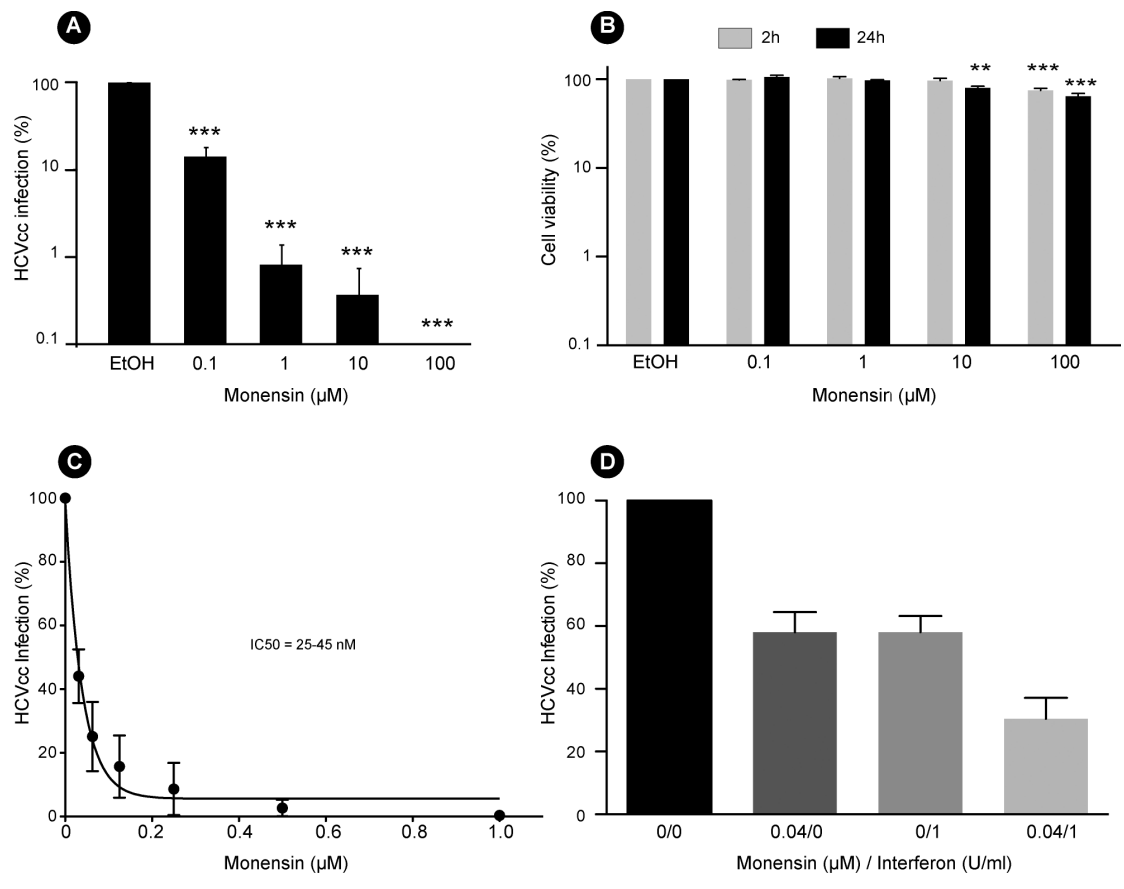 A
HCVcc infection (%)
100
10
1
0.1
***
***
***
***
EtOH 0.1 1 10 100
Monensin (µM)
B
2h 24h
Cell viability (%)
100
10
1
0.1
** *** ***
EtOH 0.1 1 10 100
Monensin (µM)
C
HCVcc Infection (%)
100
80
60
40
20
0
IC50 = 25-45 nM
0 0.2 0.4 0.6 0.8 1.0
Monensin (µM)
D
HCVcc Infection (%)
100
80
60
40
20
0
0/0 0.04/0 0/1 0.04/1
Monensin (µM) / Interferon (U/ml)